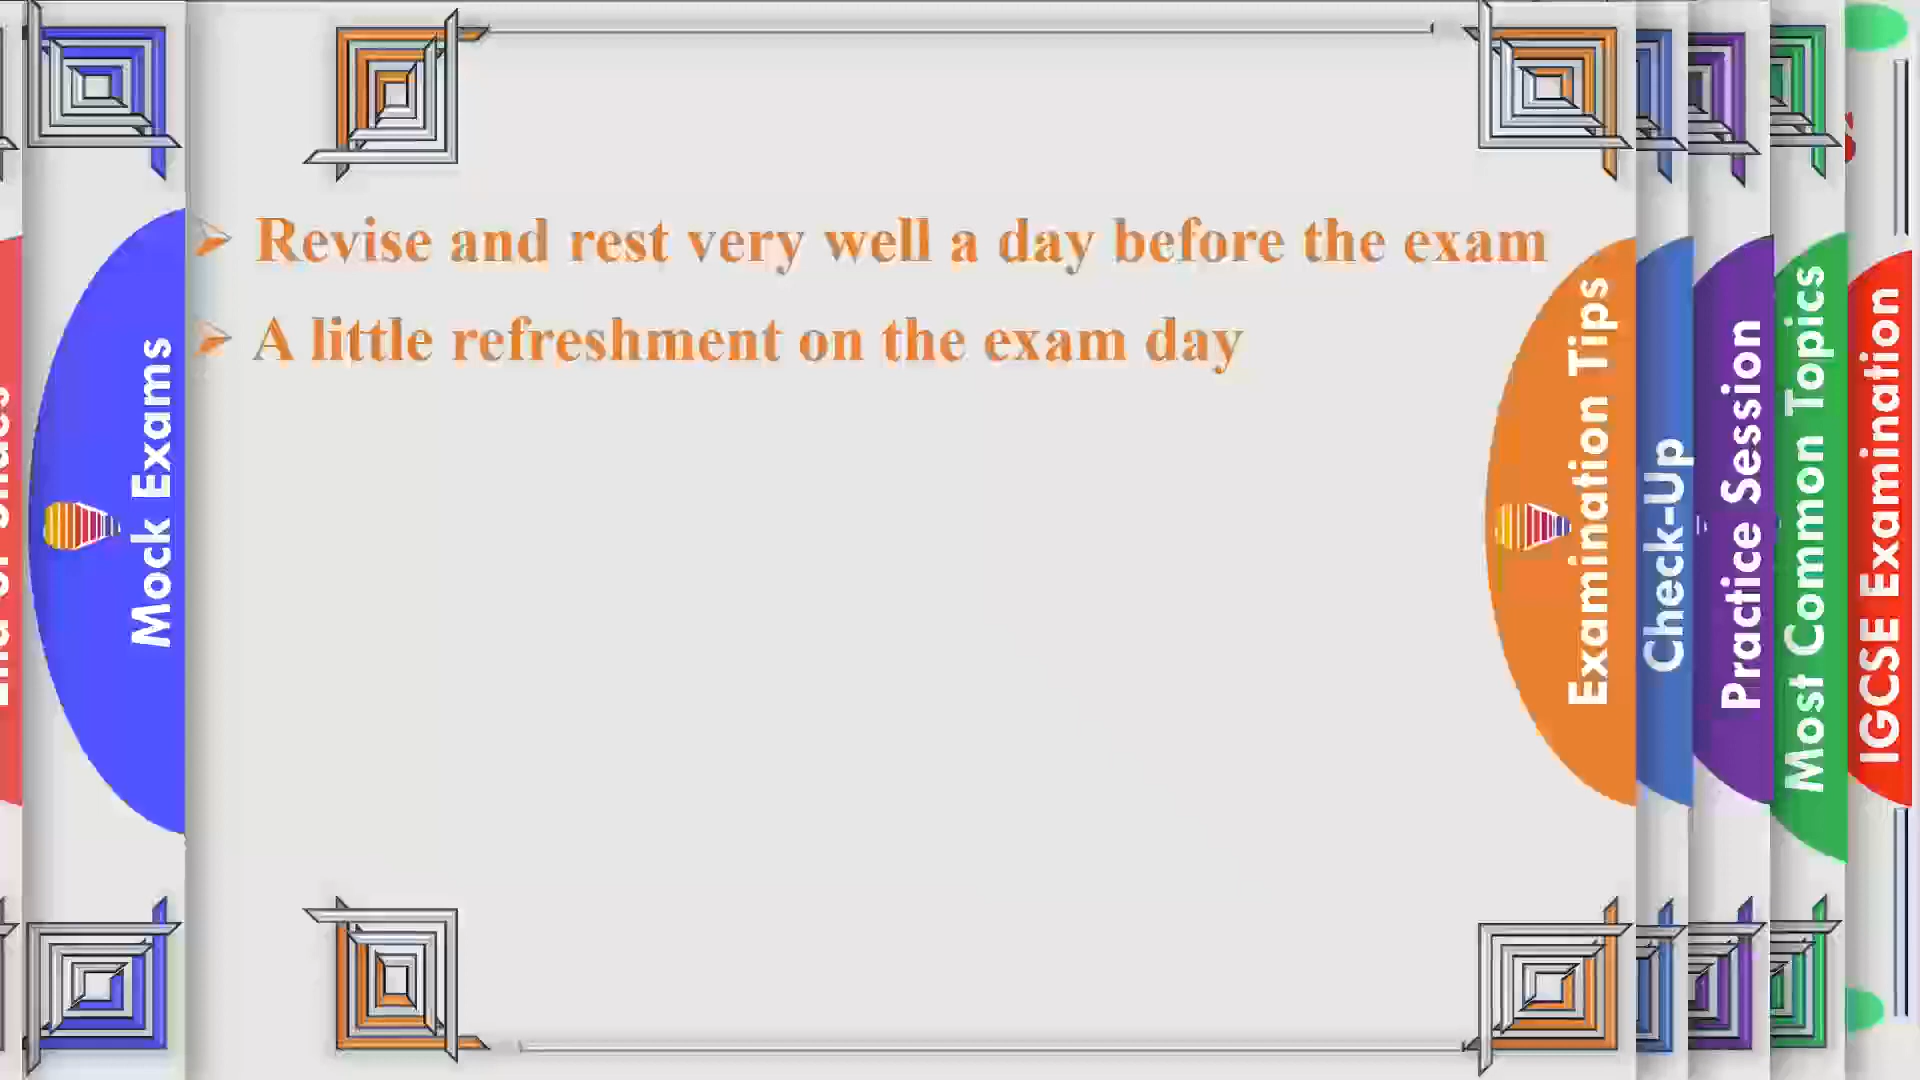 Revise and rest very well a day before the exam
A little refreshment on the exam day
Mock Exams
Examination Tips
Check-Up
Practice Session
Most Common Topics
IGCSE Examination